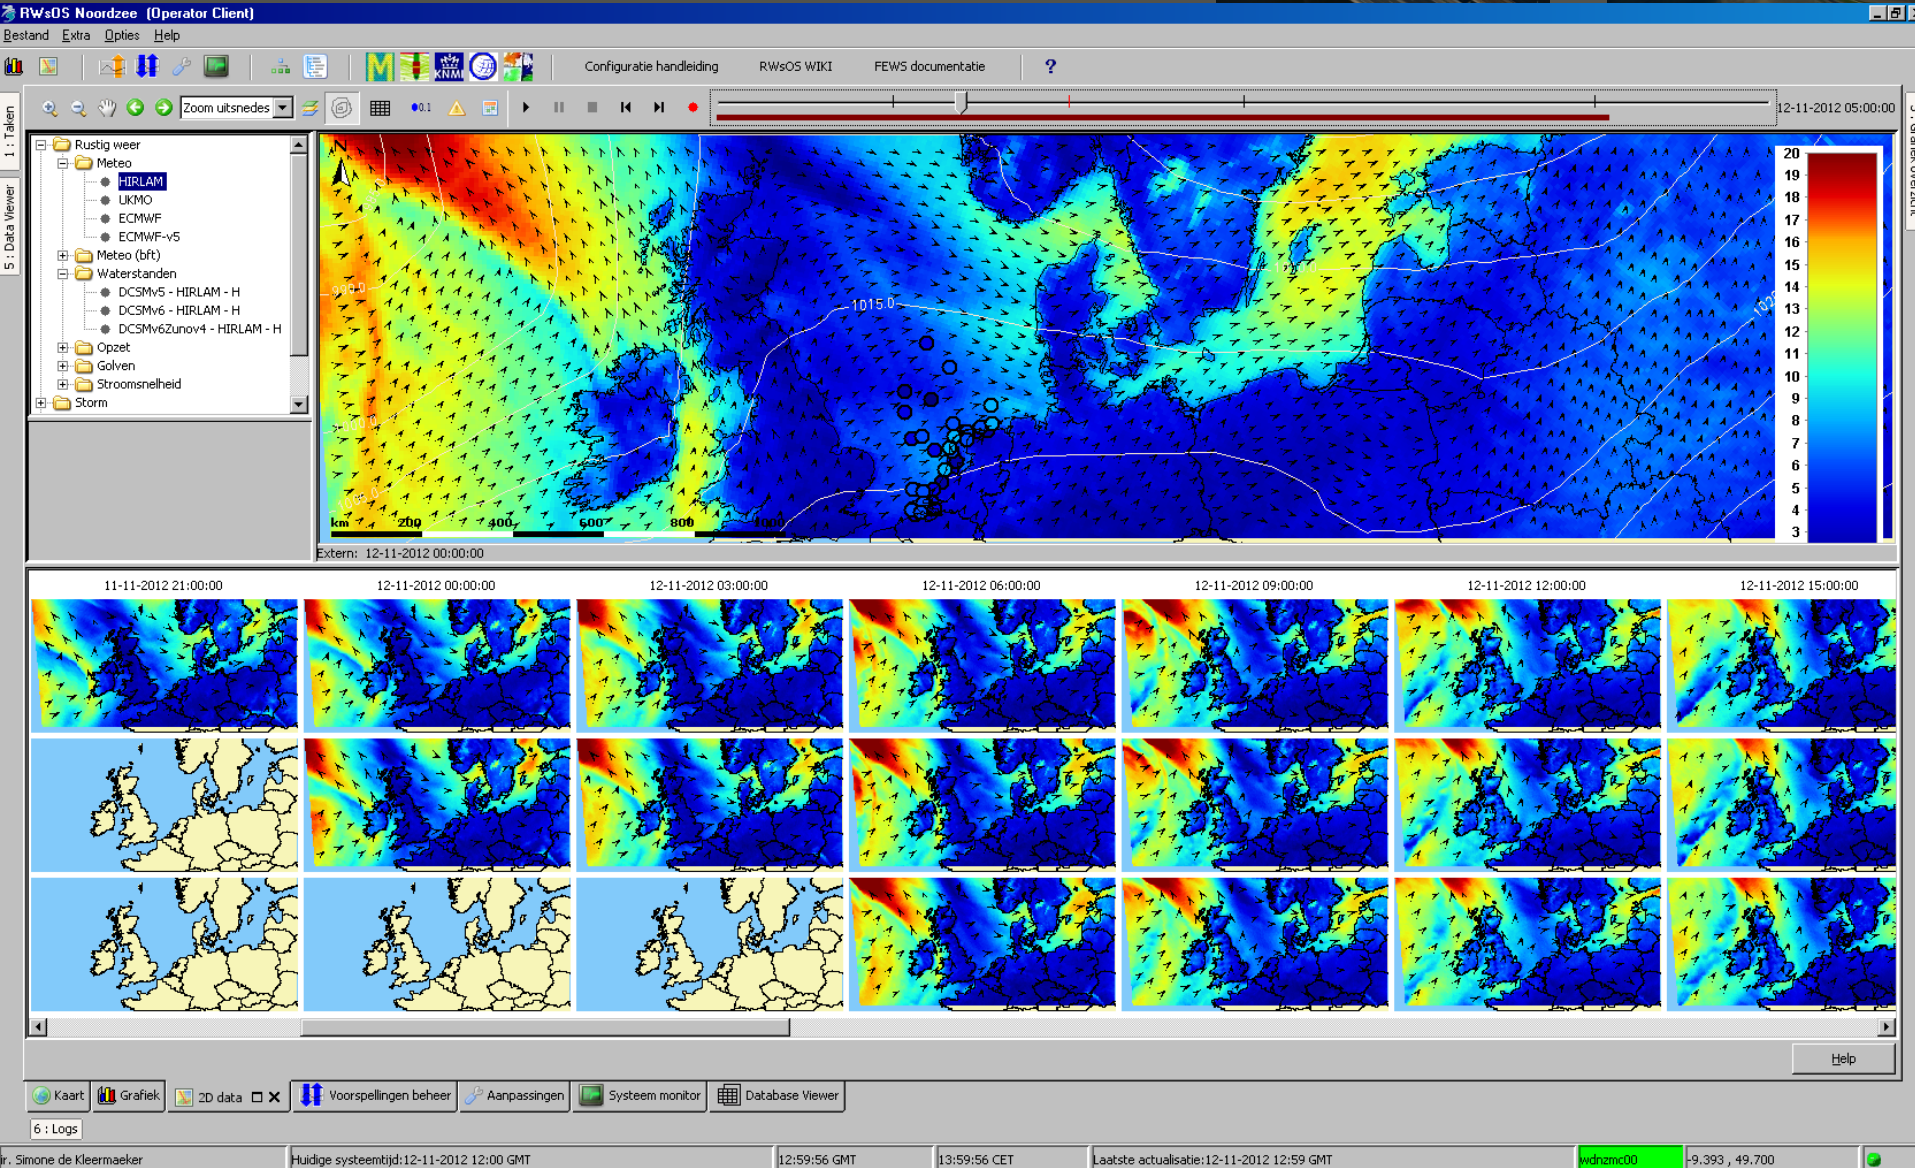 RWsOS Noordzee (Operator Client)
Bestand Extra Opties Help
KNMI Configuratie handleiding RWsOS WIKI FEWS documentatie ?
Zoom uitsnedes 0.1 12-11-2012 05:00:00
1 : Taken
5 : Data Viewer
Rustig weer
Meteo
HIRLAM
UKMO
ECMWF
ECMWF-v5
Meteo (bft)
Waterstanden
DCSMv5 - HIRLAM - H
DCSMv6 - HIRLAM - H
DCSMv6Zunov4 - HIRLAM - H
Opzet
Golven
Stroomsnelheid
Storm
N
990.0
1015.0
km 200 400 600 800 1000
20
19
18
17
16
15
14
13
12
11
10
9
8
7
6
5
4
3
Extern: 12-11-2012 00:00:00
11-11-2012 21:00:00 12-11-2012 00:00:00 12-11-2012 03:00:00 12-11-2012 06:00:00 12-11-2012 09:00:00 12-11-2012 12:00:00 12-11-2012 15:00:00
Help
Kaart Grafiek 2D data Voorspellingen beheer Aanpassingen Systeem monitor Database Viewer
6 : Logs
ir. Simone de Kleermaeker Huidige systeemtijd:12-11-2012 12:00 GMT 12:59:56 GMT 13:59:56 CET Laatste actualisatie:12-11-2012 12:59 GMT wdnzmc00 -9.393 , 49.700